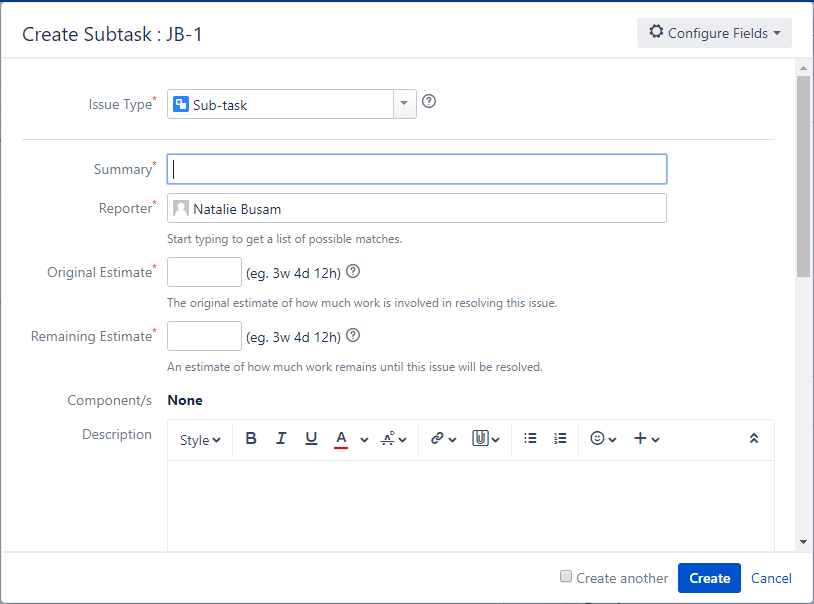 Create Subtask : JB-1
Configure Fields
Issue Type*
Sub-task
Summary*
Reporter*
Natalie Busam
Start typing to get a list of possible matches.
Original Estimate*
(eg. 3w 4d 12h)
The original estimate of how much work is involved in resolving this issue.
Remaining Estimate*
(eg. 3w 4d 12h)
An estimate of how much work remains until this issue will be resolved.
Component/s None
Description
Style B I U A
Create another Create Cancel